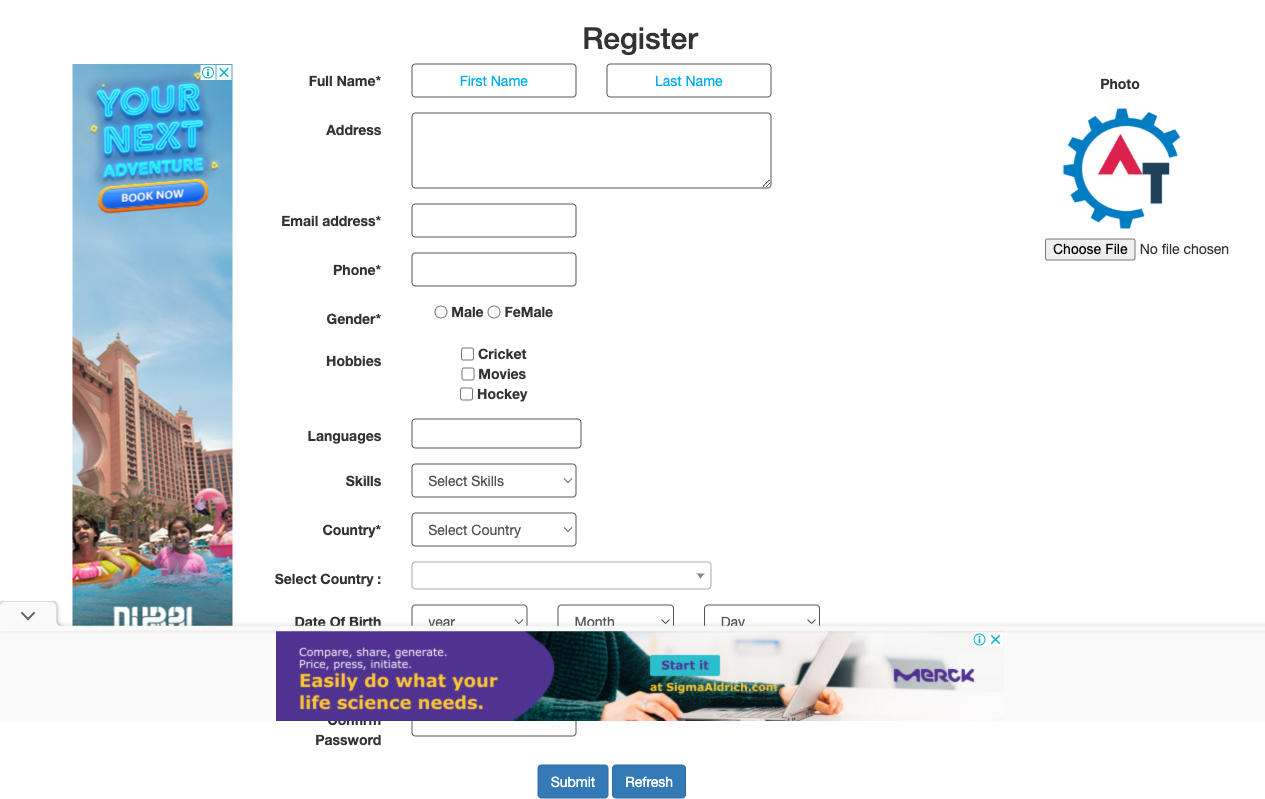 Register
YOUR
NEXT
ADVENTURE
BOOK NOW
Full Name*
First Name
Last Name
Photo
Address
AT
Email address*
Choose File No file chosen
Phone*
Gender*
Male FeMale
Hobbies
Cricket
Movies
Hockey
Languages
Skills
Select Skills
Country*
Select Country
Select Country :
DUBAI
Date Of Birth
year
Month
Day
Compare, share, generate.
Price, press, initiate.
Easily do what your
life science needs.
Start it
at SigmaAldrich.com
MERCK
Confirm
Password
Submit
Refresh